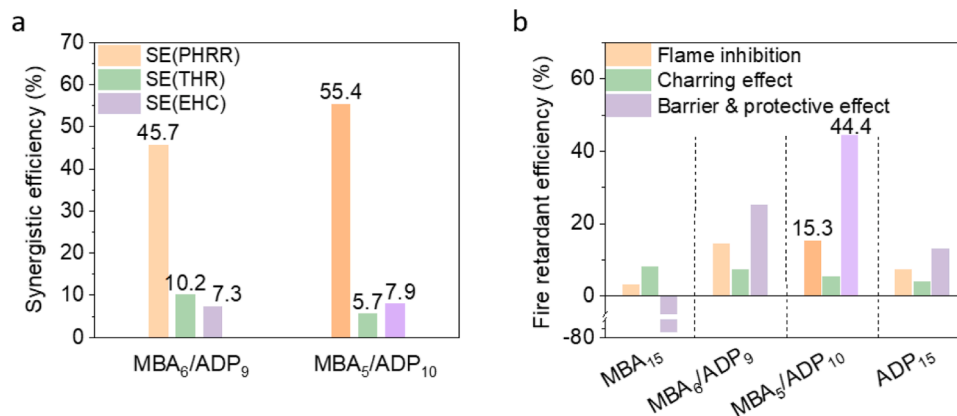 a
70
60
50
40
30
20
10
0
Synergistic efficiency (%)
SE(PHRR)
SE(THR)
SE(EHC)
45.7
10.2
7.3
55.4
5.7
7.9
MBA₆/ADP₉
MBA₅/ADP₁₀
b
60
40
20
0
-80
Fire retardant efficiency (%)
Flame inhibition
Charring effect
Barrier & protective effect
15.3
44.4
MBA₁₅
MBA₆/ADP₉
MBA₅/ADP₁₀
ADP₁₅